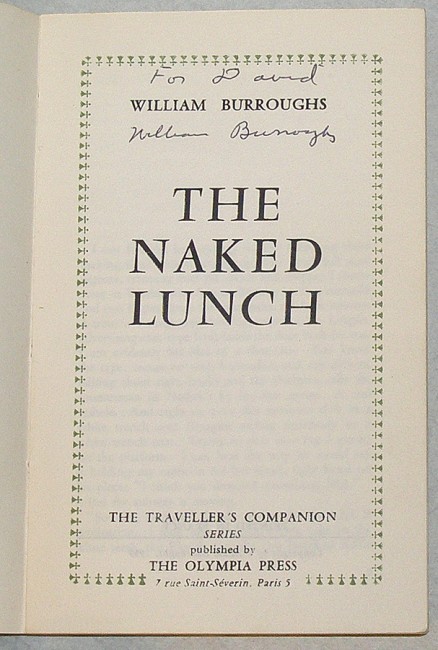 For David
WILLIAM BURROUGHS
William Burroughs
THE
NAKED
LUNCH
THE TRAVELLER'S COMPANION
SERIES
published by
THE OLYMPIA PRESS
7 rue Saint-Séverin, Paris 5